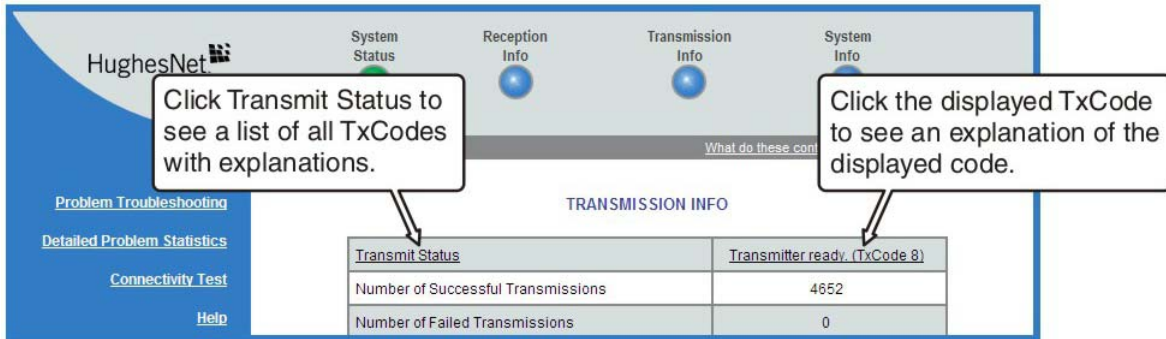 System Status
Reception Info
Transmission Info
System Info
HughesNet
Click Transmit Status to
see a list of all TxCodes
with explanations.
Click the displayed TxCode
to see an explanation of the
displayed code.
What do these
Problem Troubleshooting
Detailed Problem Statistics
Connectivity Test
Help
TRANSMISSION INFO
Transmit Status
Transmitter ready. (TxCode 8)
Number of Successful Transmissions
4652
Number of Failed Transmissions
0